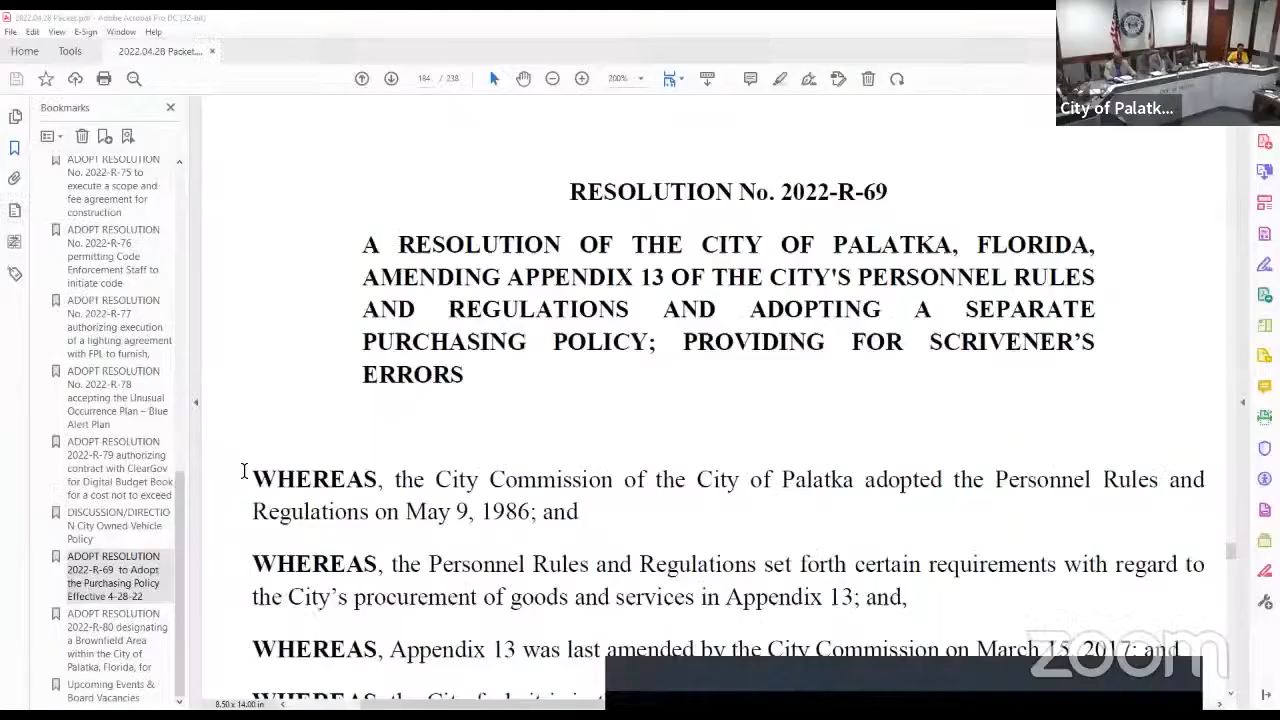 2022.04.28 Packet.pdf - Adobe Acrobat Pro DC (32-bit)
File Edit View E-Sign Window Help
Home Tools 2022.04.28 Packet.... ×
184 / 238 200%
Bookmarks
ADOPT RESOLUTION
No. 2022-R-75 to
execute a scope and
fee agreement for
construction
ADOPT RESOLUTION
No. 2022-R-76
permitting Code
Enforcement Staff to
initiate code
ADOPT RESOLUTION
No. 2022-R-77
authorizing execution
of a lighting agreement
with FPL to furnish,
ADOPT RESOLUTION
No. 2022-R-78
accepting the Unusual
Occurrence Plan – Blue
Alert Plan
ADOPT RESOLUTION
2022-R-79 authorizing
contract with ClearGov
for Digital Budget Book
for a cost not to exceed
DISCUSSION/DIRECTIO
N City Owned Vehicle
Policy
ADOPT RESOLUTION
2022-R-69 to Adopt
the Purchasing Policy
Effective 4-28-22
ADOPT RESOLUTION
2022-R-80 designating
a Brownfield Area
within the City of
Palatka, Florida, for
Upcoming Events &
Board Vacancies
8.50 x 14.00 in
RESOLUTION No. 2022-R-69
A RESOLUTION OF THE CITY OF PALATKA, FLORIDA,
AMENDING APPENDIX 13 OF THE CITY'S PERSONNEL RULES
AND REGULATIONS AND ADOPTING A SEPARATE
PURCHASING POLICY; PROVIDING FOR SCRIVENER'S
ERRORS
WHEREAS, the City Commission of the City of Palatka adopted the Personnel Rules and
Regulations on May 9, 1986; and
WHEREAS, the Personnel Rules and Regulations set forth certain requirements with regard to
the City's procurement of goods and services in Appendix 13; and,
WHEREAS, Appendix 13 was last amended by the City Commission on March 15, 2017; and
WHEREAS, the City
City of Palatk...
zoom